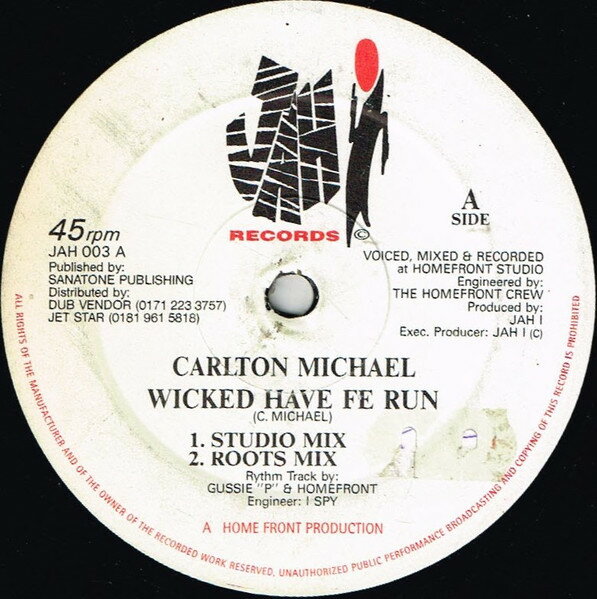 JAH I
RECORDS ©
A
SIDE
45 rpm
JAH 003 A
Published by:
SANATONE PUBLISHING
Distributed by:
DUB VENDOR (0171 223 3757)
JET STAR (0181 961 5818)
VOICED, MIXED & RECORDED
at HOMEFRONT STUDIO
Engineered by:
THE HOMEFRONT CREW
Produced by:
JAH I
Exec. Producer: JAH I (C)
CARLTON MICHAEL
WICKED HAVE FE RUN
(C. MICHAEL)
1. STUDIO MIX
2. ROOTS MIX
Rythm Track by:
GUSSIE "P" & HOMEFRONT
Engineer: I SPY
A HOME FRONT PRODUCTION
ALL RIGHTS OF THE MANUFACTURER AND OF THE OWNER OF THE RECORDED WORK RESERVED, UNAUTHORIZED PUBLIC PERFORMANCE BROADCASTING AND COPYING OF THIS RECORD IS PROHIBITED